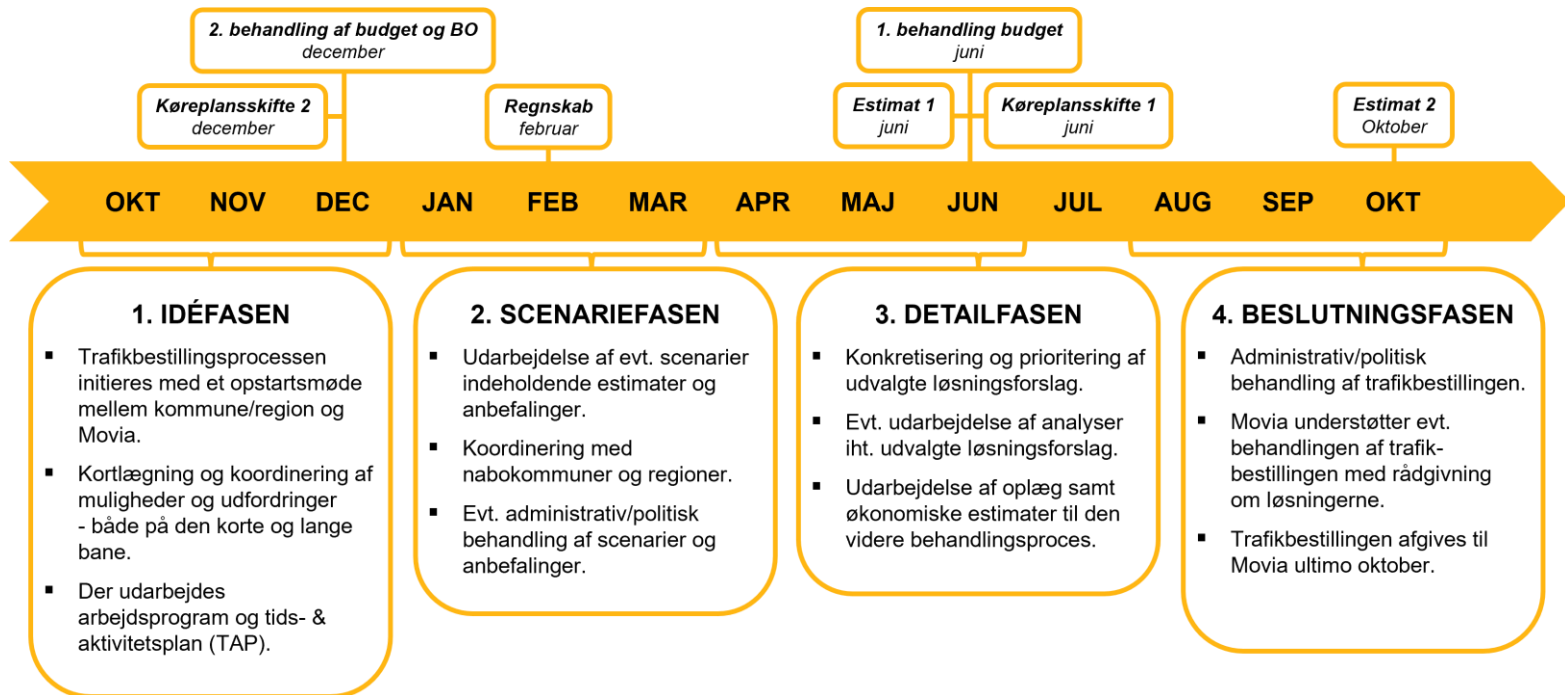 2. behandling af budget og BO
december
1. behandling budget
juni
Køreplansskifte 2
december
Regnskab
februar
Estimat 1
juni
Køreplansskifte 1
juni
Estimat 2
Oktober
OKT NOV DEC JAN FEB MAR APR MAJ JUN JUL AUG SEP OKT
1. IDÉFASEN
▪ Trafikbestillingsprocessen
initieres med et opstartsmøde
mellem kommune/region og
Movia.
▪ Kortlægning og koordinering af
muligheder og udfordringer
- både på den korte og lange
bane.
▪ Der udarbejdes
arbejdsprogram og tids- &
aktivitetsplan (TAP).
2. SCENARIEFASEN
▪ Udarbejdelse af evt. scenarier
indeholdende estimater og
anbefalinger.
▪ Koordinering med
nabokommuner og regioner.
▪ Evt. administrativ/politisk
behandling af scenarier og
anbefalinger.
3. DETAILFASEN
▪ Konkretisering og prioritering af
udvalgte løsningsforslag.
▪ Evt. udarbejdelse af analyser
iht. udvalgte løsningsforslag.
▪ Udarbejdelse af oplæg samt
økonomiske estimater til den
videre behandlingsproces.
4. BESLUTNINGSFASEN
▪ Administrativ/politisk
behandling af trafikbestillingen.
▪ Movia understøtter evt.
behandlingen af trafik-
bestillingen med rådgivning
om løsningerne.
▪ Trafikbestillingen afgives til
Movia ultimo oktober.